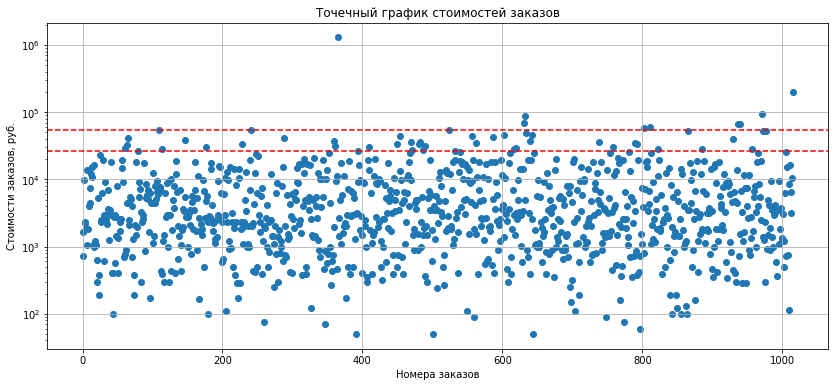 Точечный график стоимостей заказов
Стоимости заказов, руб.
10⁶
10⁵
10⁴
10³
10²
0 200 400 600 800 1000
Номера заказов